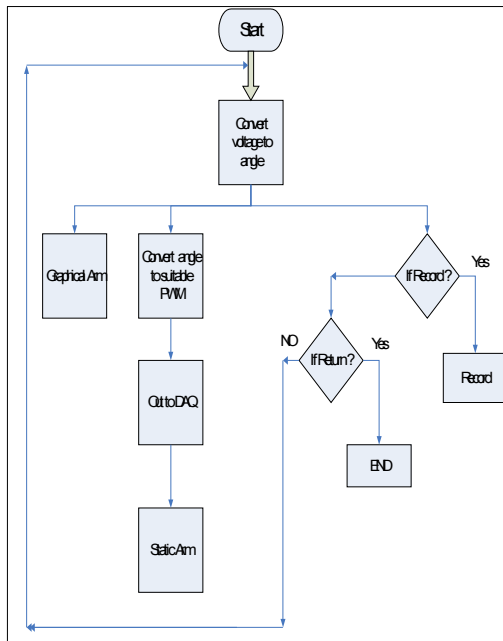 Start
Convert
voltage to
angle
Graphical Arm
Convert angle
to suitable
PWM
If Record?
Yes
NO
If Return?
Yes
Record
Out to DAQ
END
Static Arm